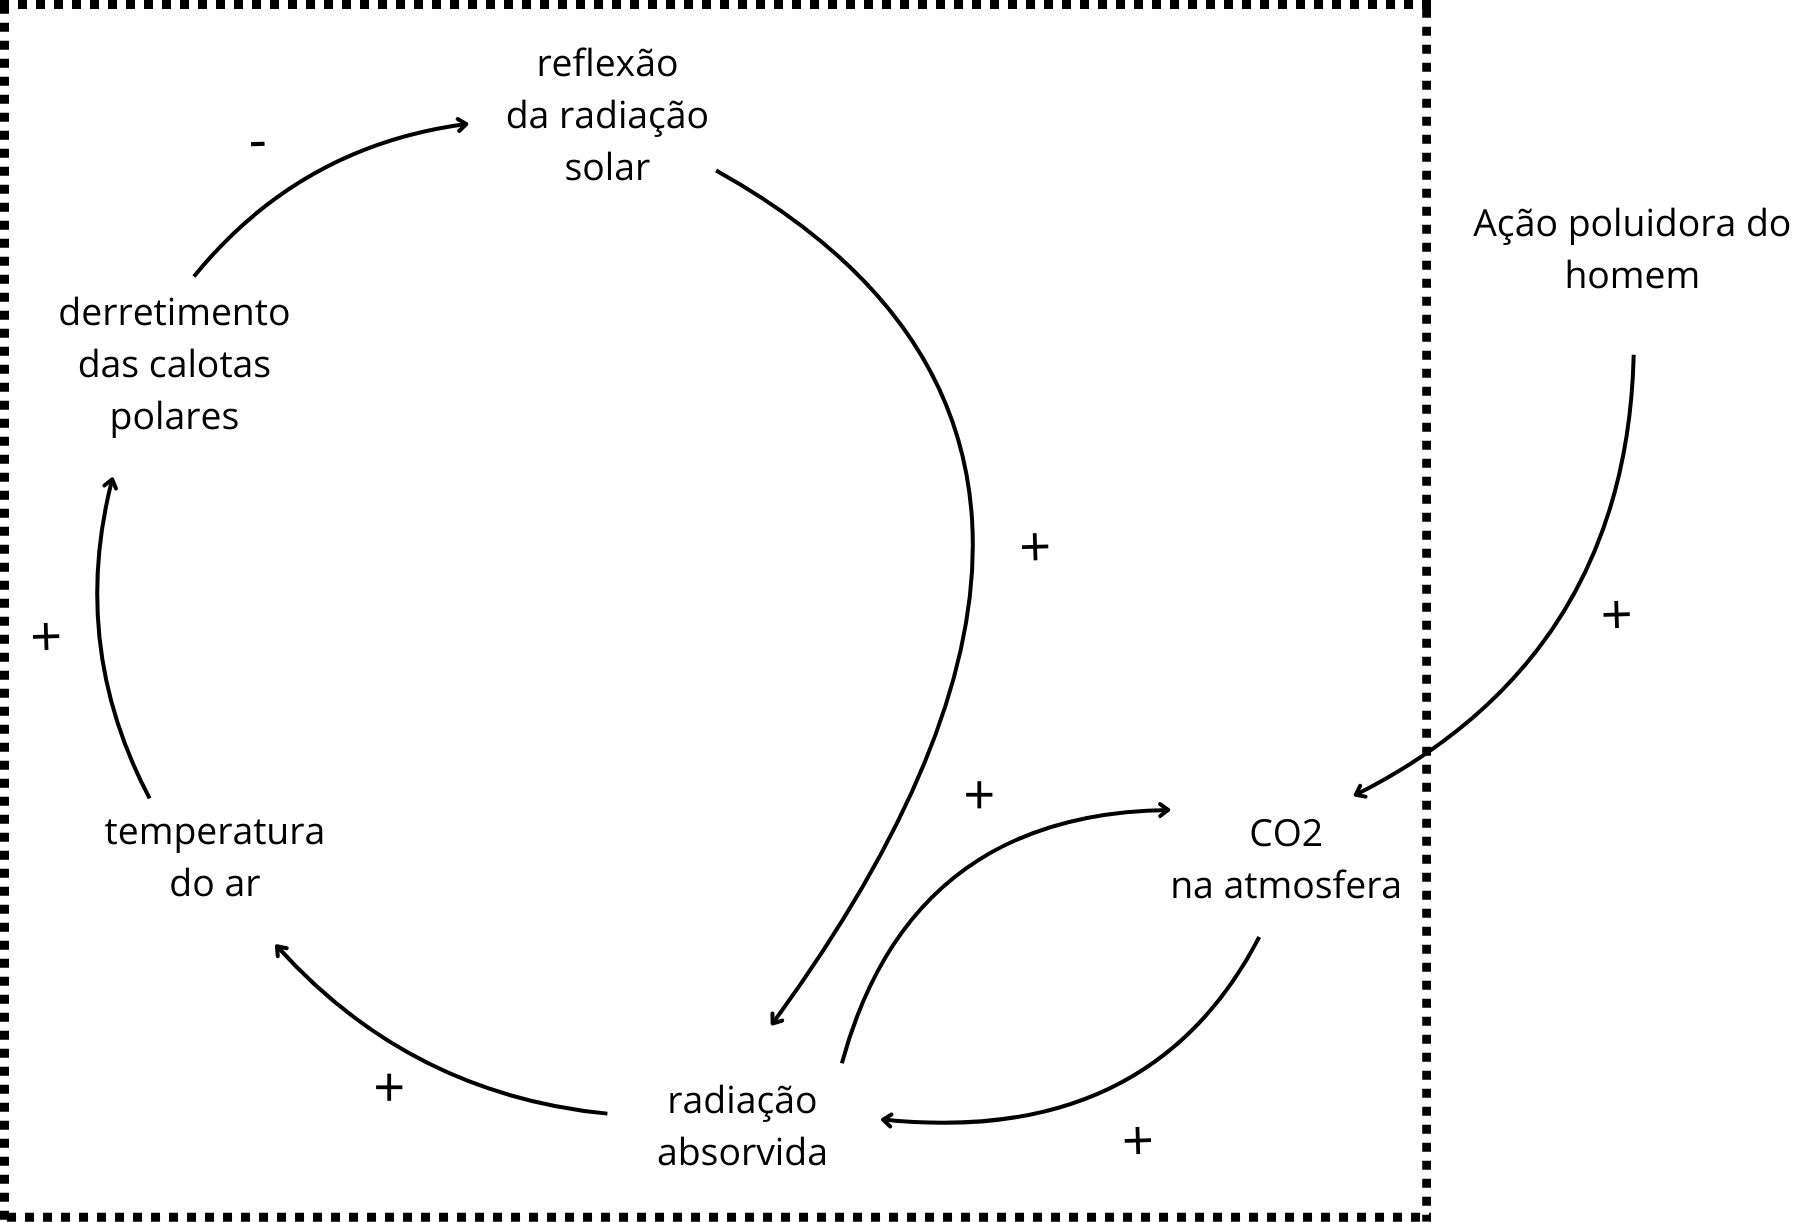 reflexão
da radiação
solar
-
Ação poluidora do
homem
derretimento
das calotas
polares
+
+
+
+
temperatura
do ar
CO2
na atmosfera
+
radiação
absorvida
+